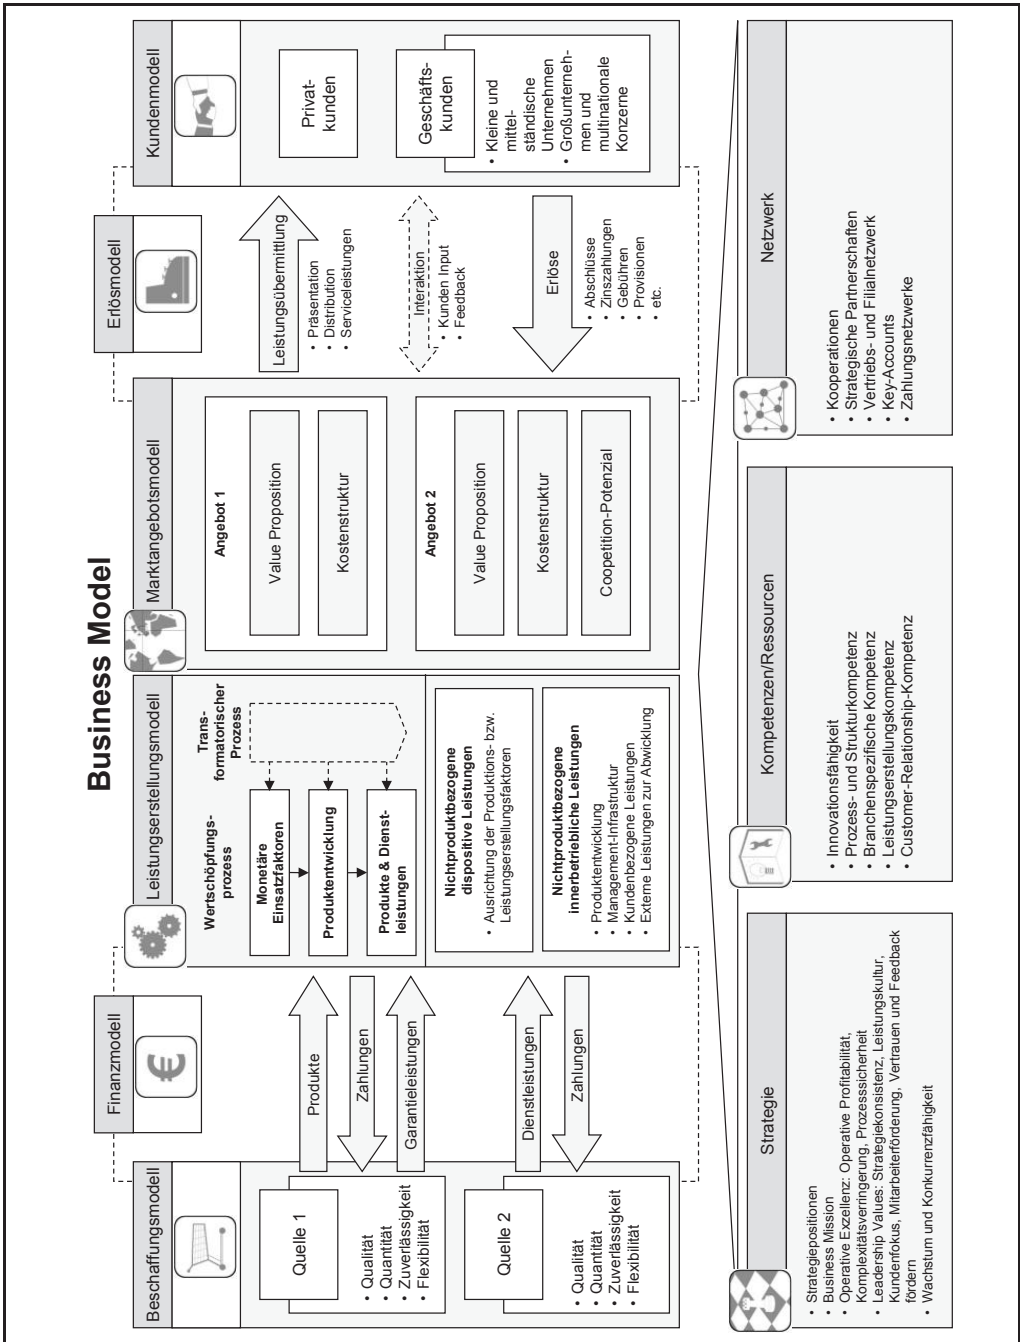 Business Model
Beschaffungsmodell
Quelle 1
• Qualität
• Quantität
• Zuverlässigkeit
• Flexibilität
Quelle 2
• Qualität
• Quantität
• Zuverlässigkeit
• Flexibilität
Finanzmodell
€
Produkte
Zahlungen
Garantieleistungen
Dienstleistungen
Zahlungen
Leistungserstellungsmodell
Wertschöpfungs-
prozess
Trans-
formatorischer
Prozess
Monetäre
Einsatzfaktoren
Produktentwicklung
Produkte & Dienst-
leistungen
Nichtproduktbezogene
dispositive Leistungen
• Ausrichtung der Produktions- bzw.
Leistungserstellungsfaktoren
Nichtproduktbezogene
innerbetriebliche Leistungen
• Produktentwicklung
• Management-Infrastruktur
• Kundenbezogene Leistungen
• Externe Leistungen zur Abwicklung
Marktangebotsmodell
Angebot 1
Value Proposition
Kostenstruktur
Angebot 2
Value Proposition
Kostenstruktur
Coopetition-Potenzial
Erlösmodell
Leistungsübermittlung
• Präsentation
• Distribution
• Serviceleistungen
Interaktion
• Kunden Input
• Feedback
Erlöse
• Abschlüsse
• Zinszahlungen
• Gebühren
• Provisionen
• etc.
Kundenmodell
Privat-
kunden
Geschäfts-
kunden
• Kleine und
mittel-
ständische
Unternehmen
• Großunterneh-
men und
multinationale
Konzerne
Strategie
• Strategiepositionen
• Business Mission
• Operative Exzellenz: Operative Profitabilität,
Komplexitätsverringerung, Prozesssicherheit
• Leadership Values: Strategiekonsistenz, Leistungskultur,
Kundenfokus, Mitarbeiterförderung, Vertrauen und Feedback
fördern
• Wachstum und Konkurrenzfähigkeit
Kompetenzen/Ressourcen
• Innovationsfähigkeit
• Prozess- und Strukturkompetenz
• Branchenspezifische Kompetenz
• Leistungserstellungskompetenz
• Customer-Relationship-Kompetenz
Netzwerk
• Kooperationen
• Strategische Partnerschaften
• Vertriebs- und Filialnetzwerk
• Key-Accounts
• Zahlungsnetzwerke